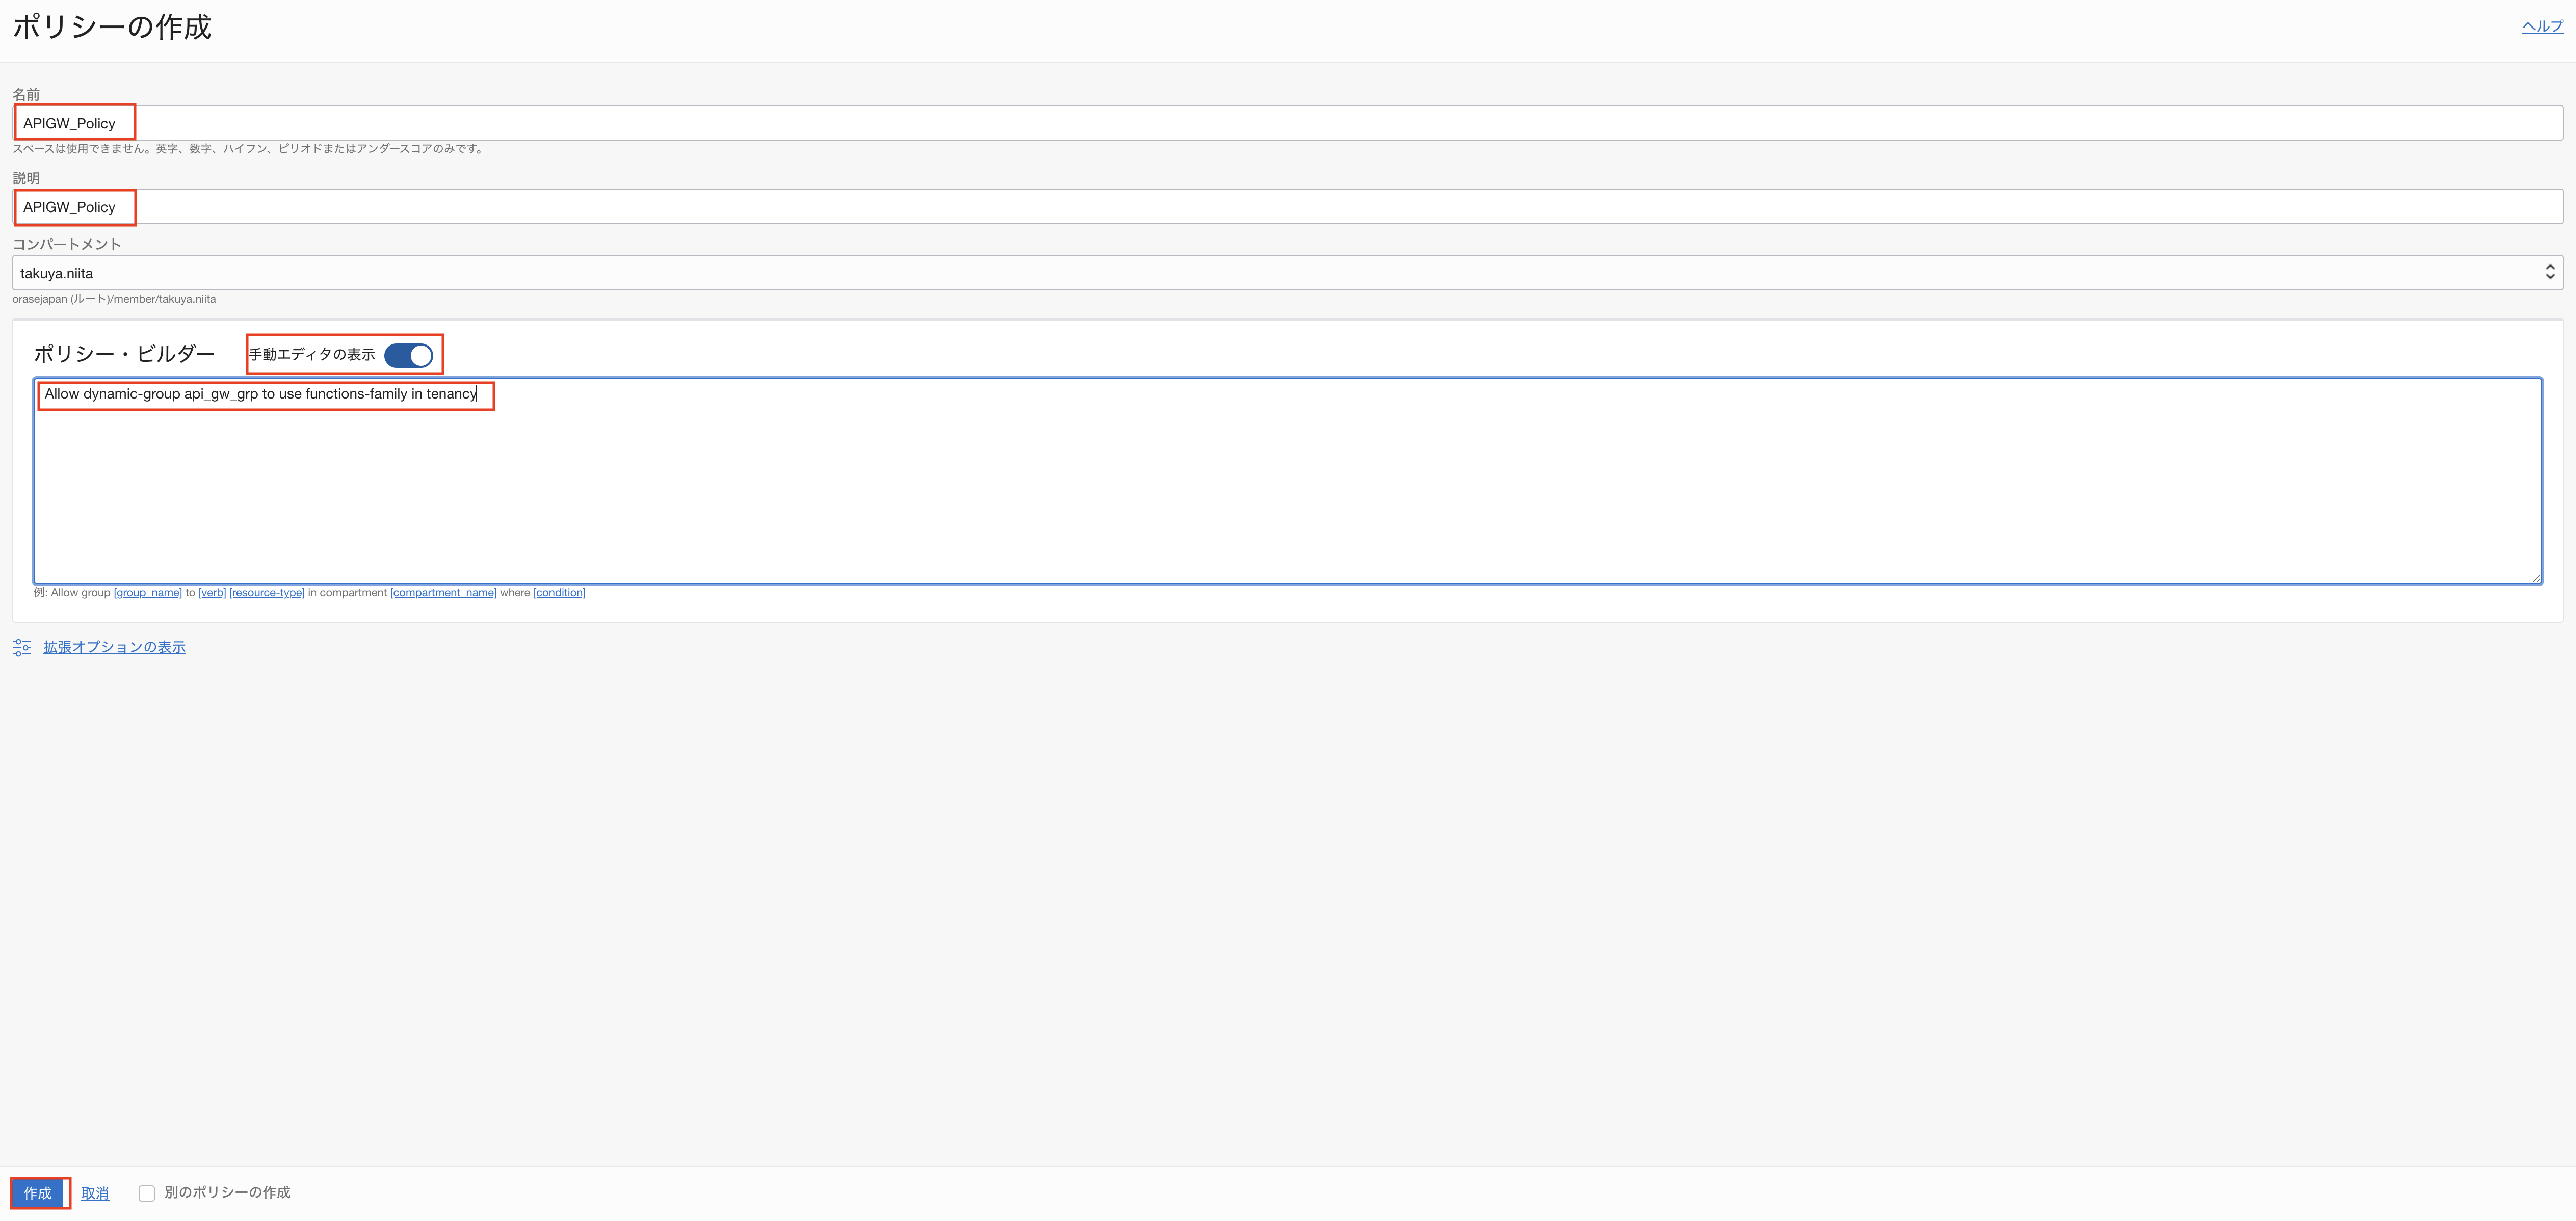 ポリシーの作成
ヘルプ
名前
APIGW_Policy
スペースは使用できません。英字、数字、ハイフン、ピリオドまたはアンダースコアのみです。
説明
APIGW_Policy
コンパートメント
takuya.niita
orasejapan (ルート)/member/takuya.niita
ポリシー・ビルダー 手動エディタの表示
Allow dynamic-group api_gw_grp to use functions-family in tenancy
例: Allow group [group_name] to [verb] [resource-type] in compartment [compartment_name] where [condition]
拡張オプションの表示
作成 取消 別のポリシーの作成